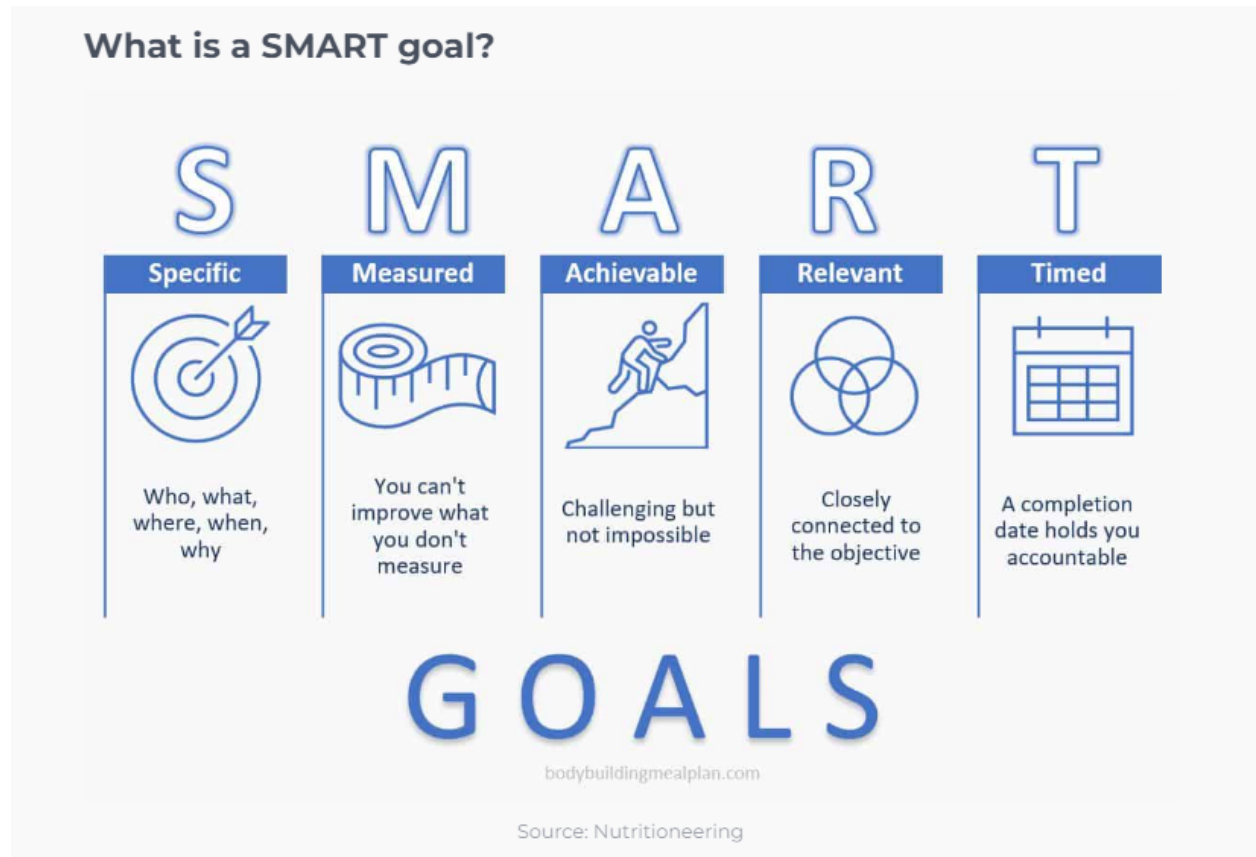 What is a SMART goal?
S M A R T
Specific
Who, what,
where, when,
why
Measured
You can't
improve what
you don't
measure
Achievable
Challenging but
not impossible
Relevant
Closely
connected to
the objective
Timed
A completion
date holds you
accountable
GOALS
bodybuildingmealplan.com
Source: Nutritioneering